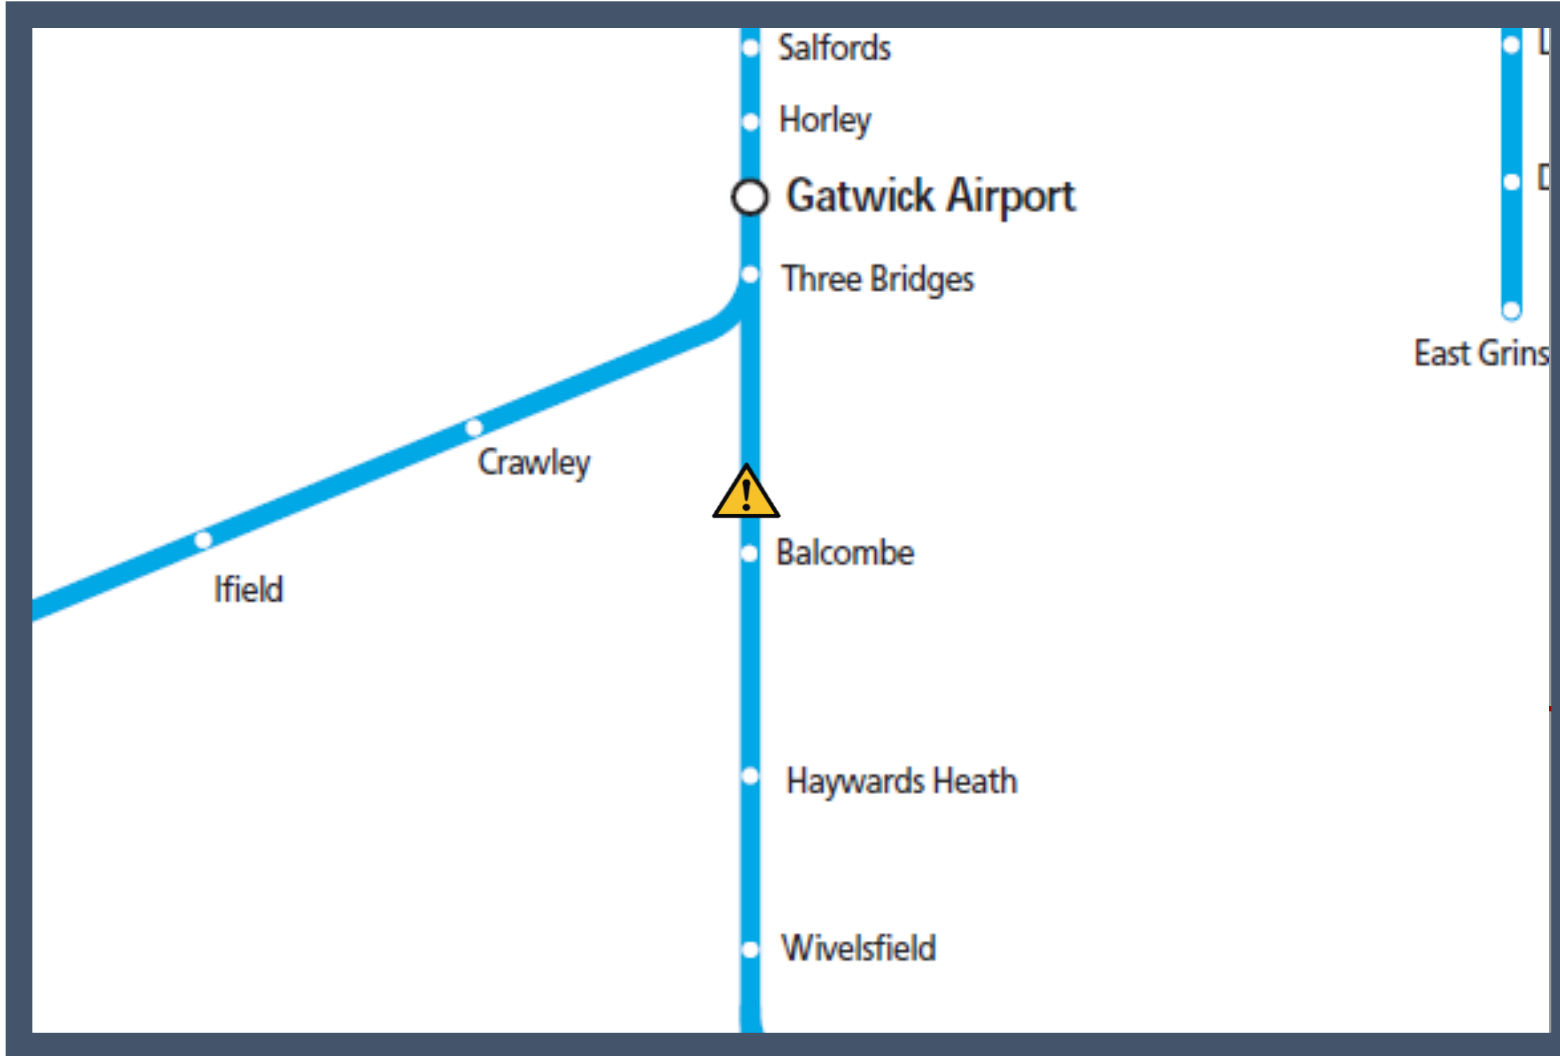 Salfords
Horley
Gatwick Airport
Three Bridges
East Grins
Crawley
Balcombe
Ifield
Haywards Heath
Wivelsfield